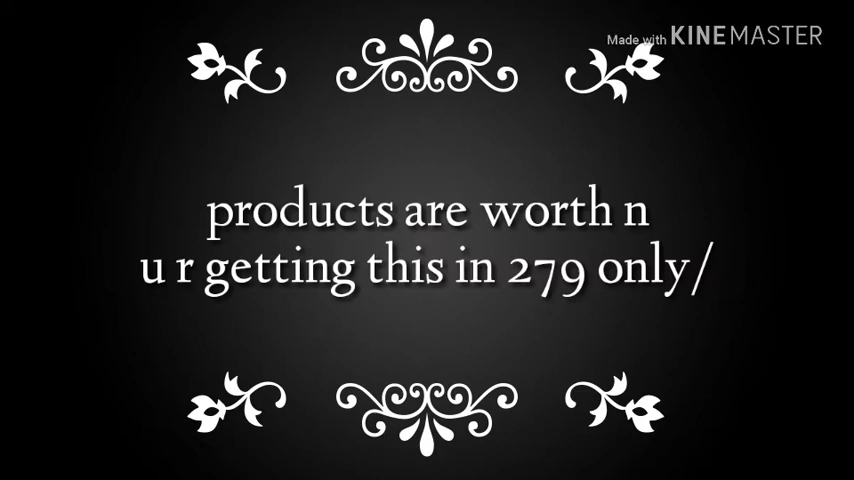 Made with KINEMASTER
products are worth n
u r getting this in 279 only/